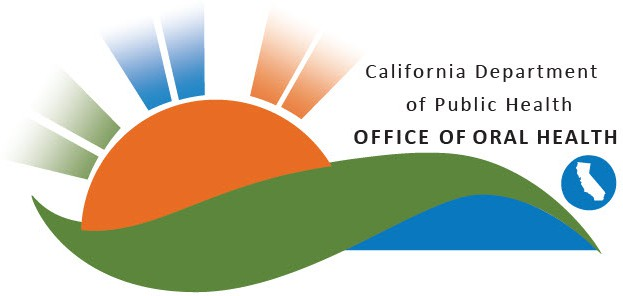 California Department
of Public Health
OFFICE OF ORAL HEALTH